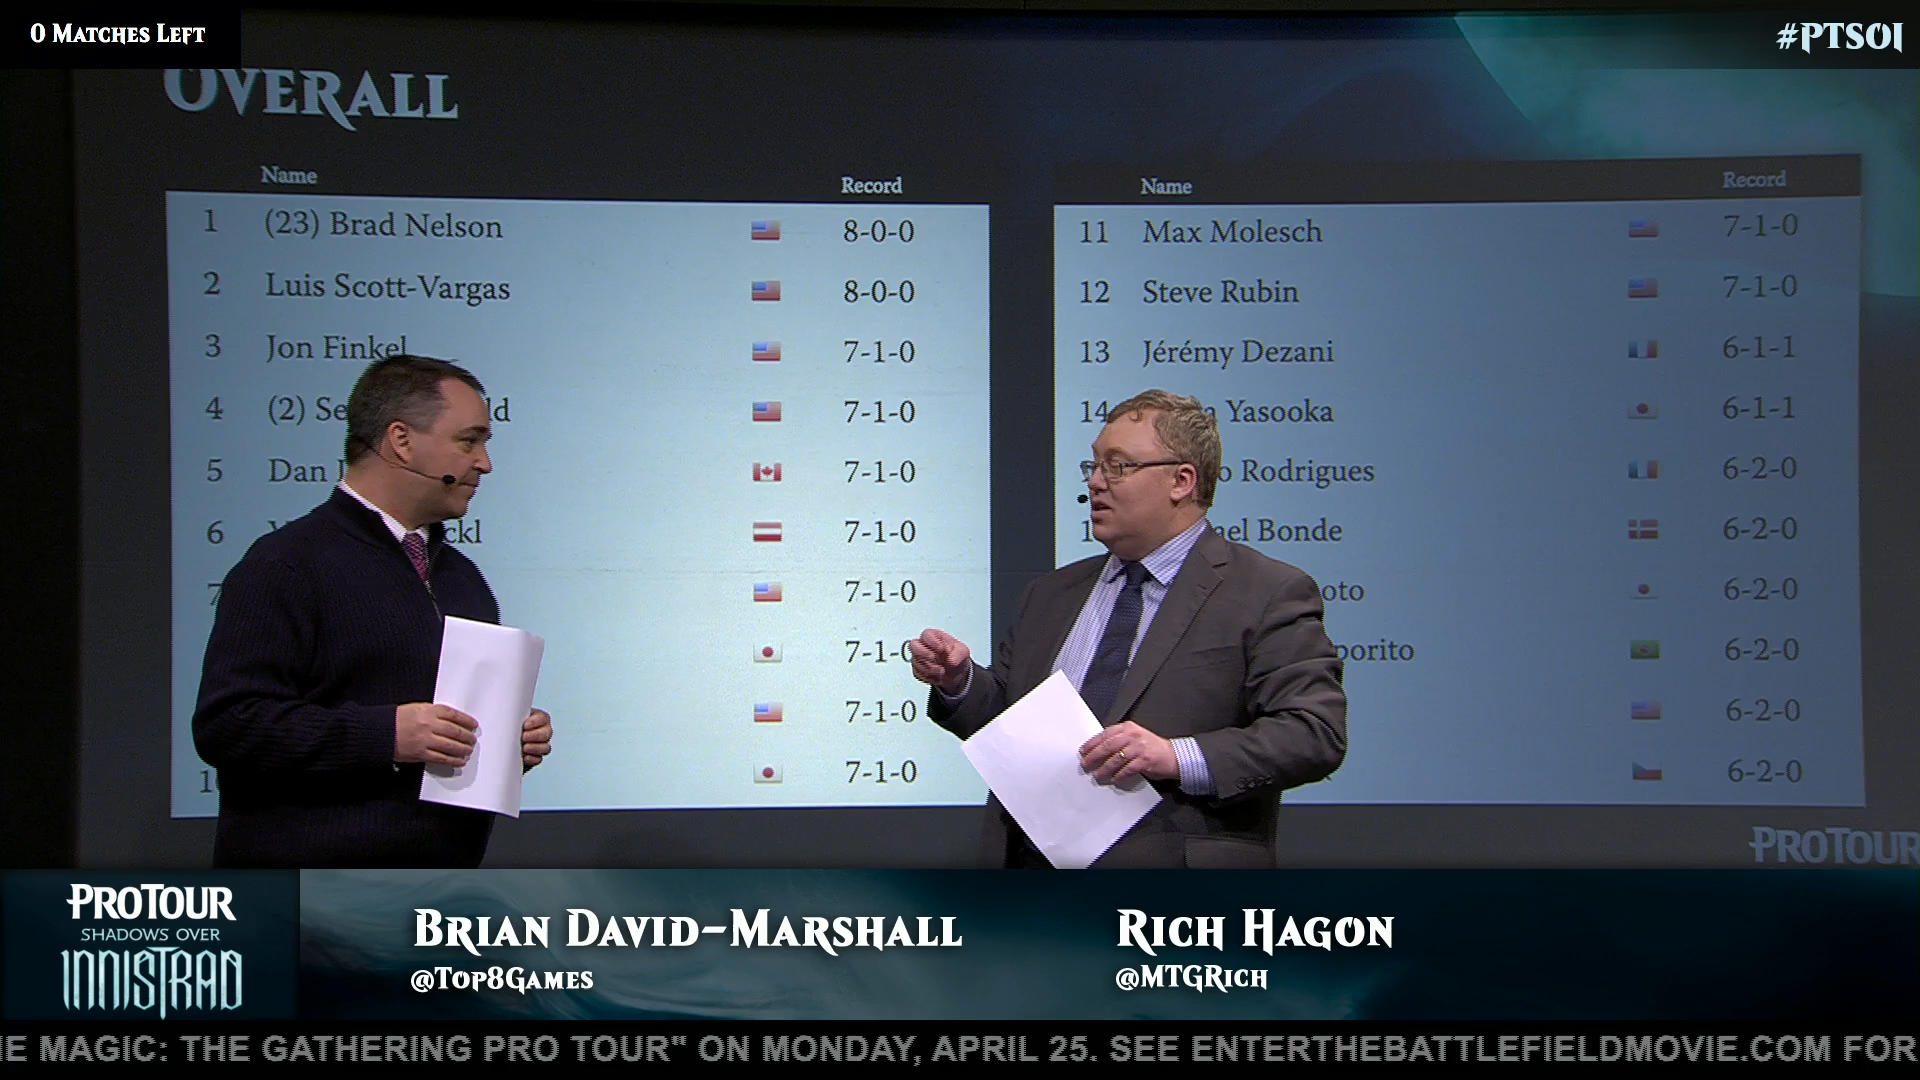 0 Matches Left
#PTSOI
OVERALL
Name Record
1 (23) Brad Nelson 8-0-0
2 Luis Scott-Vargas 8-0-0
3 Jon Finkel 7-1-0
4 (2) 7-1-0
5 Dan 7-1-0
6 7-1-0
7 7-1-0
7-1-0
7-1-0
7-1-0
Name Record
11 Max Molesch 7-1-0
12 Steve Rubin 7-1-0
13 Jérémy Dezani 6-1-1
14 Yasooka 6-1-1
Rodrigues 6-2-0
Bonde 6-2-0
6-2-0
6-2-0
6-2-0
6-2-0
PROTOUR
PROTOUR
SHADOWS OVER
INNISTRAD
BRIAN DAVID-MARSHALL
@TOP8GAMES
RICH HAGON
@MTGRICH
MAGIC: THE GATHERING PRO TOUR" ON MONDAY, APRIL 25. SEE ENTERTHEBATTLEFIELDMOVIE.COM FOR